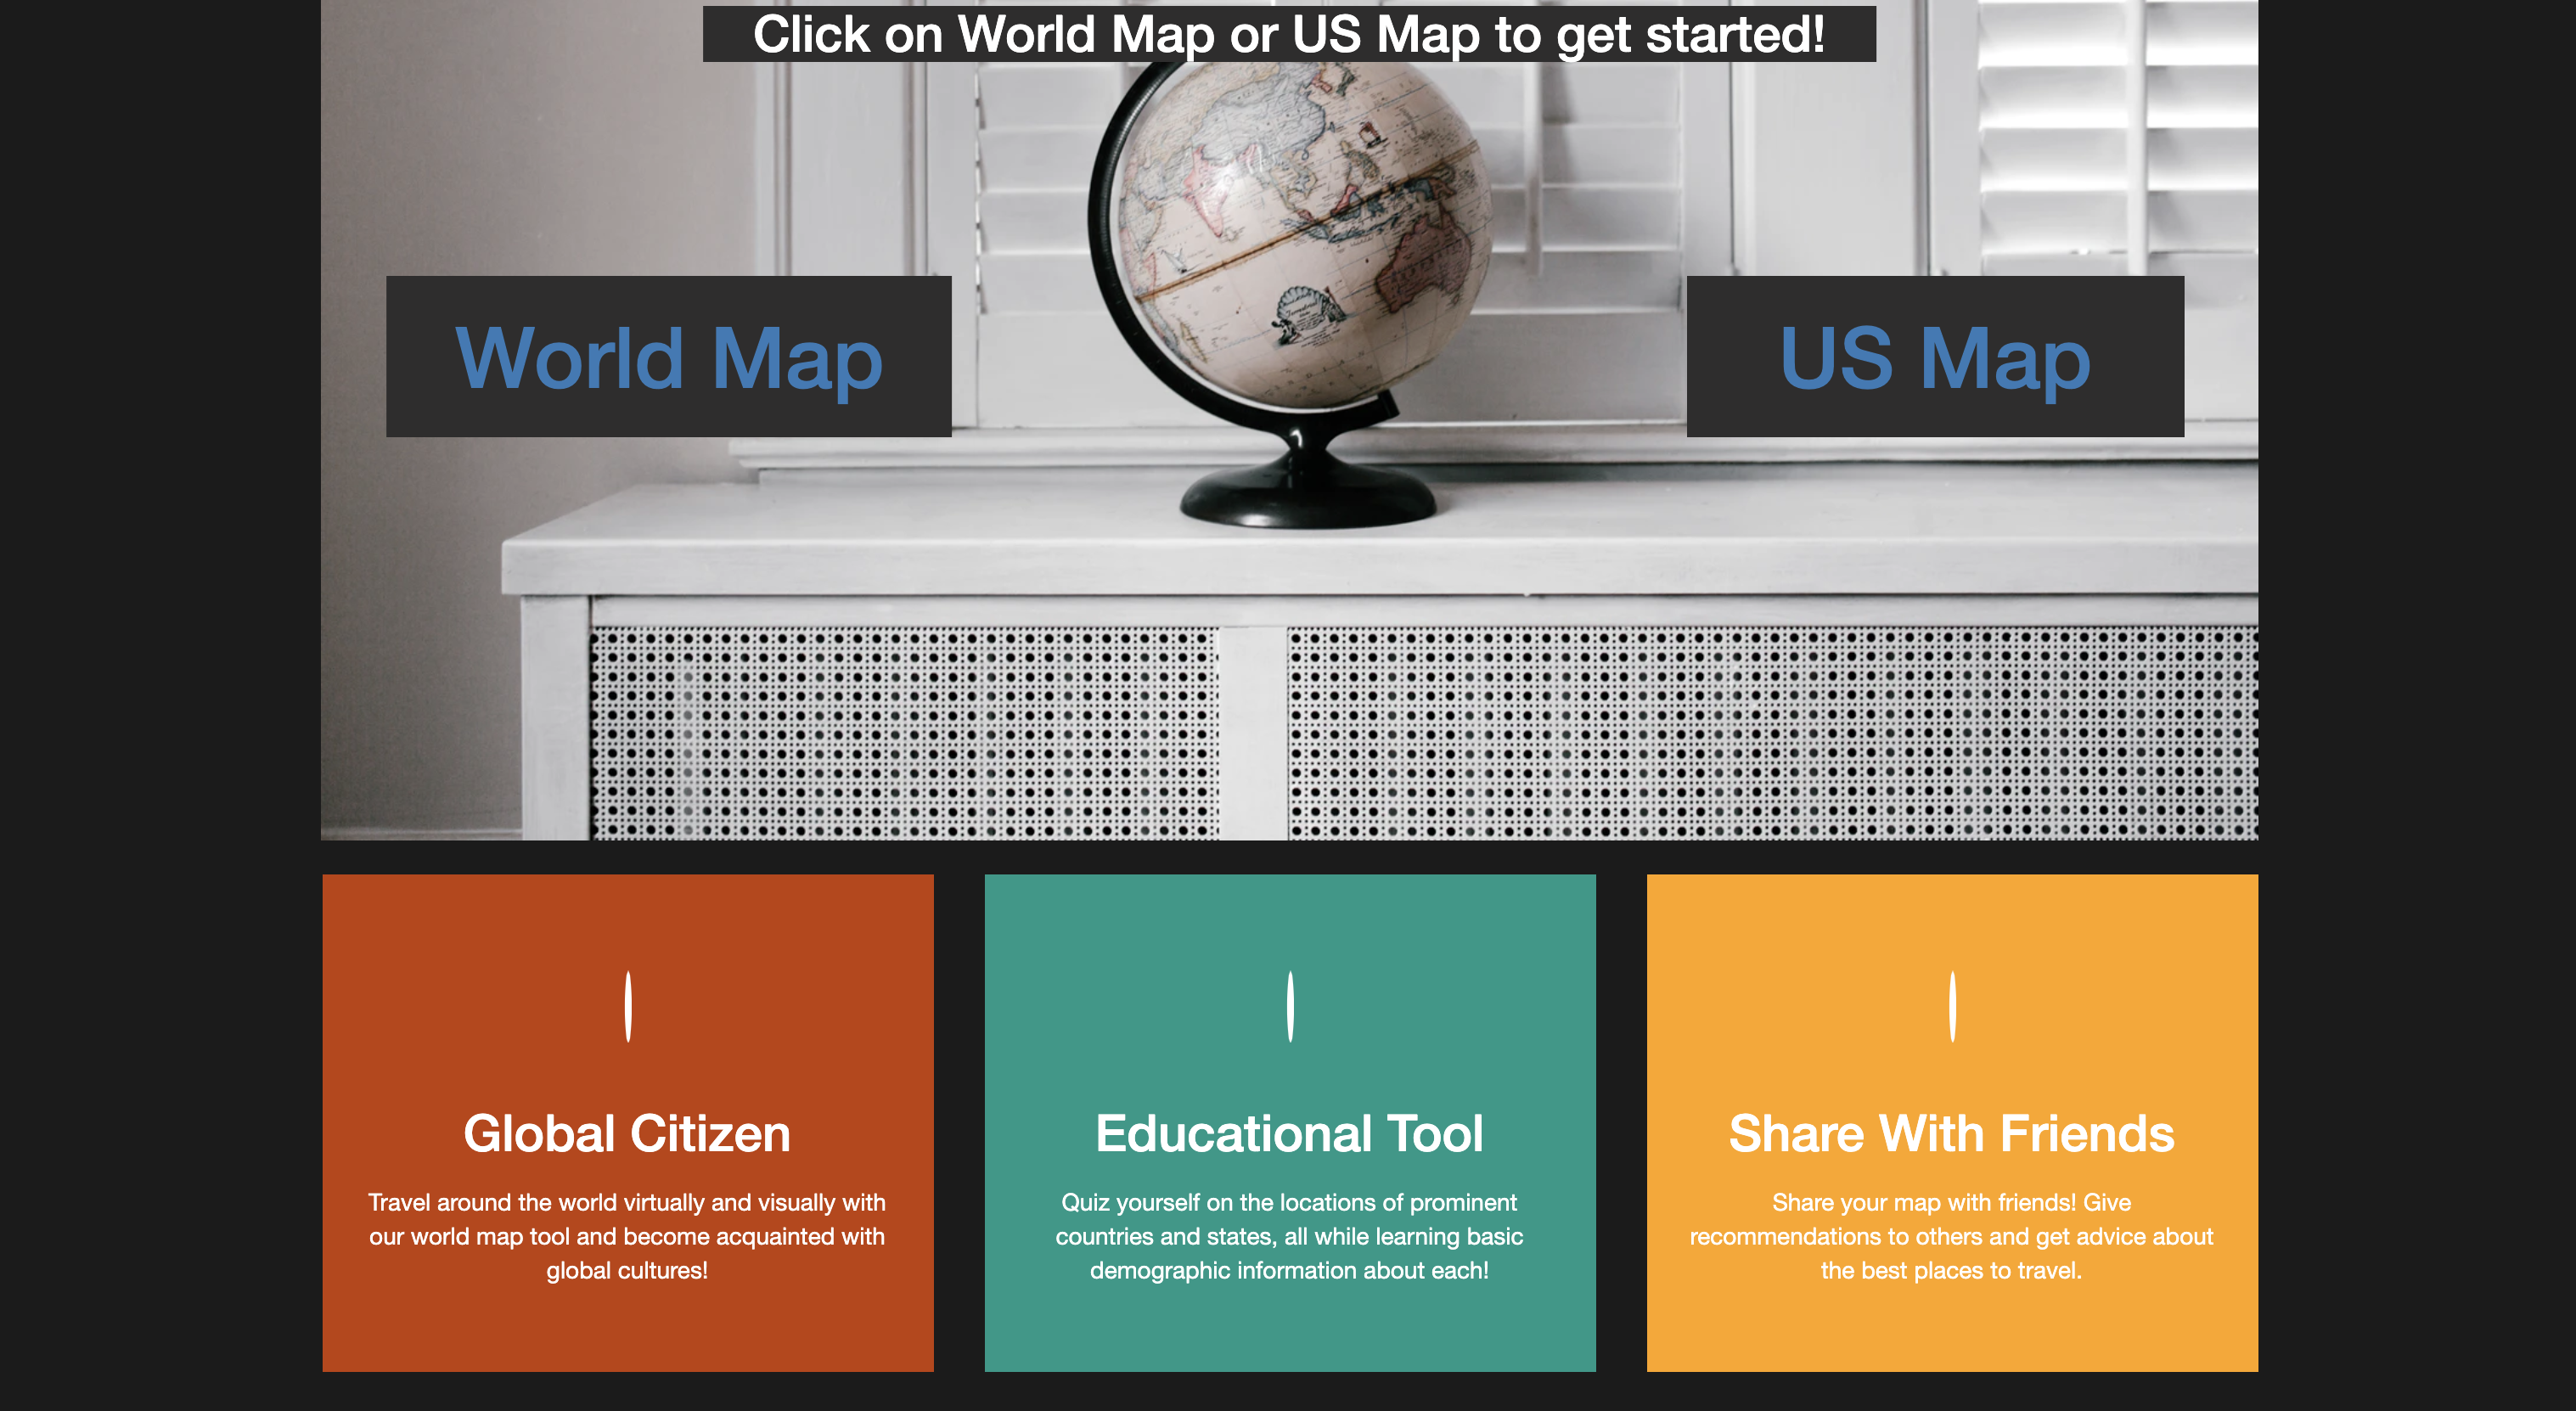 Click on World Map or US Map to get started!
World Map
US Map
Global Citizen
Travel around the world virtually and visually with
our world map tool and become acquainted with
global cultures!
Educational Tool
Quiz yourself on the locations of prominent
countries and states, all while learning basic
demographic information about each!
Share With Friends
Share your map with friends! Give
recommendations to others and get advice about
the best places to travel.